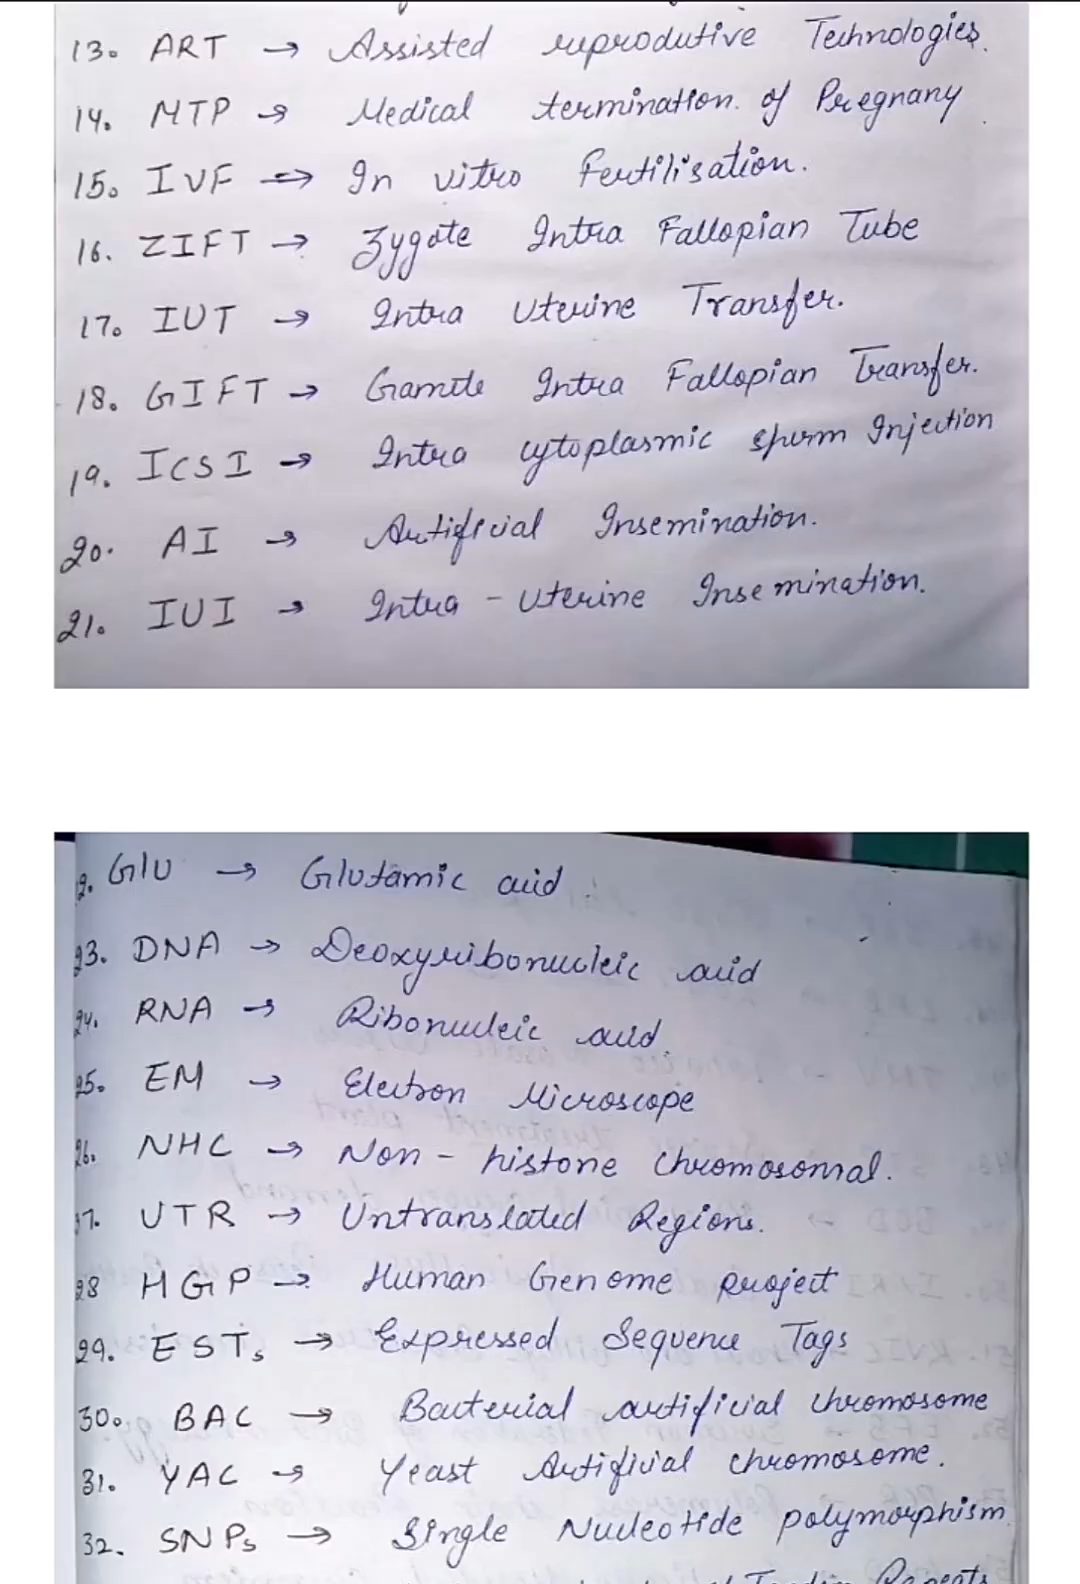 13. ART → Assisted reprodutive Technologies.
14. MTP → Medical termination. of Pregnany
15. IVF → In vitro Fertilisation.
16. ZIFT → Zygote Intra Fallopian Tube
17. IUT → Intra Uterine Transfer.
18. GIFT → Gamete Intra Fallopian Transfer.
19. ICSI → Intra cytoplasmic sperm Injection
20. AI → Artificial Insemination.
21. IUI → Intra - Uterine Insemination.
2. Glu → Glutamic acid
23. DNA → Deoxyribonucleic acid
24. RNA → Ribonucleic acid.
25. EM → Electron Microscope
26. NHC → Non - histone Chromosomal.
27. UTR → Untranslated Regions.
28 HGP → Human Genome Project
29. ESTs → Expressed Sequence Tags
30. BAC → Bacterial artificial chromosome
31. YAC → Yeast Artificial chromosome.
32. SNPs → Single Nucleotide polymorphism
Tandem Repeats